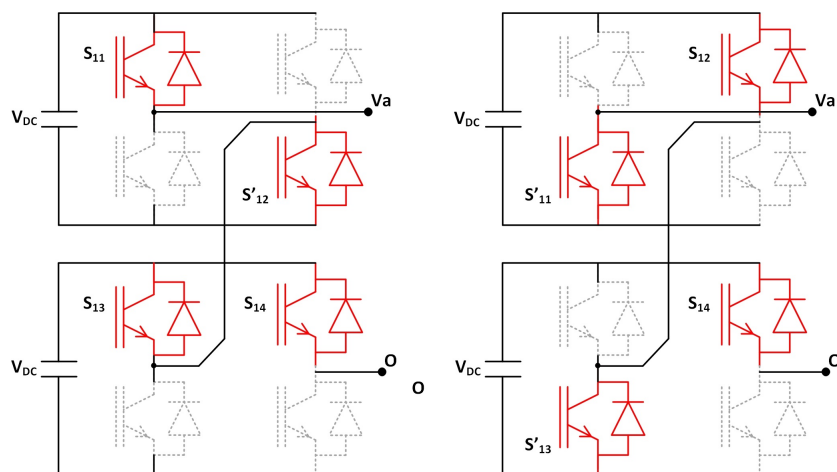 S11
VDC
Va
S'12
S13
S14
VDC
O
O
S12
VDC
Va
S'11
S14
VDC
O
S'13